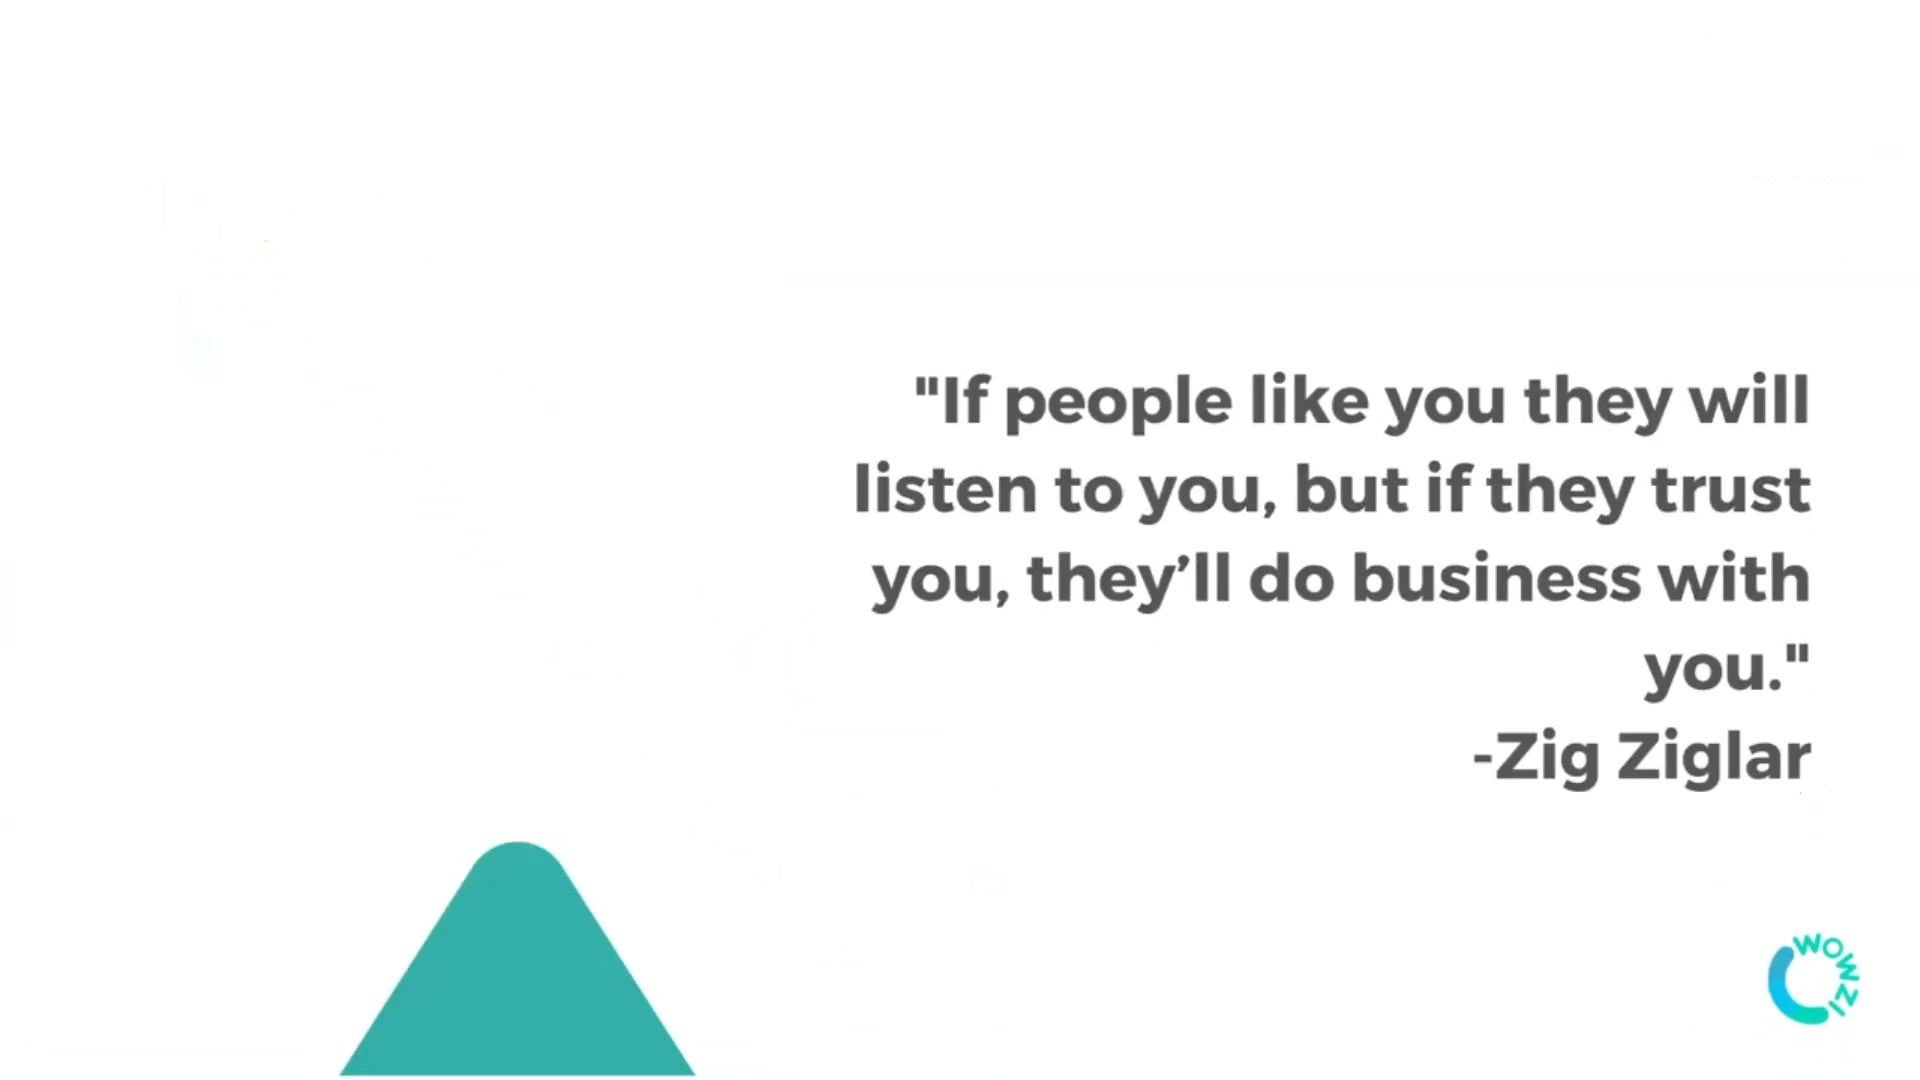 "If people like you they will
listen to you, but if they trust
you, they’ll do business with
you."
-Zig Ziglar
WOWZI